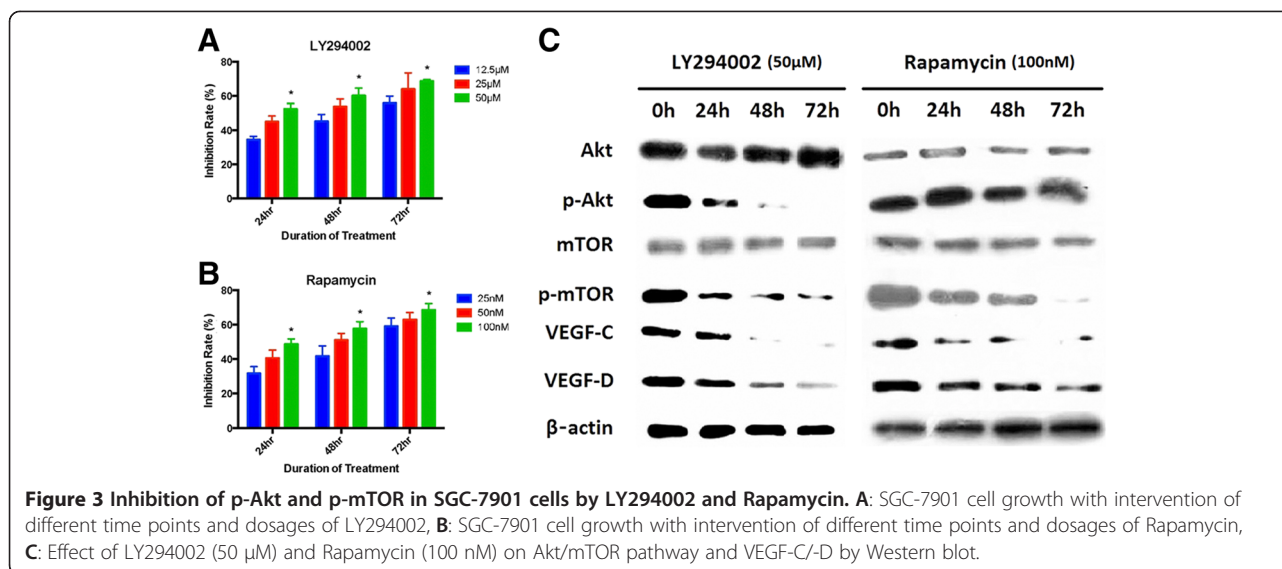 A
LY294002
Inhibition Rate (%)
80
60
40
20
0
* * *
12.5µM
25µM
50µM
24hr 48hr 72hr
Duration of Treatment
B
Rapamycin
Inhibition Rate (%)
80
60
40
20
0
* * *
25nM
50nM
100nM
24hr 48hr 72hr
Duration of Treatment
C
LY294002 (50µM) Rapamycin (100nM)
0h 24h 48h 72h 0h 24h 48h 72h
Akt
p-Akt
mTOR
p-mTOR
VEGF-C
VEGF-D
β-actin
Figure 3 Inhibition of p-Akt and p-mTOR in SGC-7901 cells by LY294002 and Rapamycin. A: SGC-7901 cell growth with intervention of
different time points and dosages of LY294002, B: SGC-7901 cell growth with intervention of different time points and dosages of Rapamycin,
C: Effect of LY294002 (50 µM) and Rapamycin (100 nM) on Akt/mTOR pathway and VEGF-C/-D by Western blot.